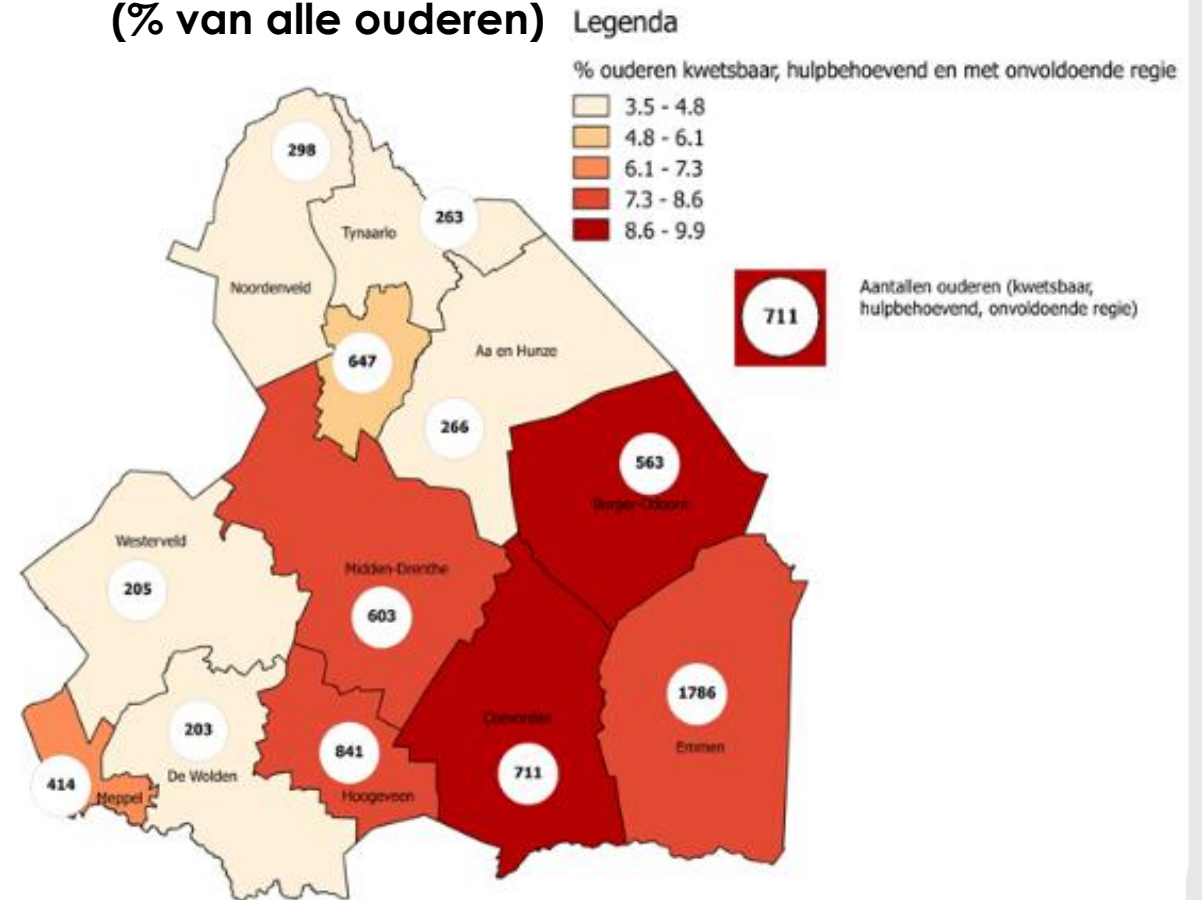 (% van alle ouderen)
Legenda
% ouderen kwetsbaar, hulpbehoevend en met onvoldoende regie
3.5 - 4.8
4.8 - 6.1
6.1 - 7.3
7.3 - 8.6
8.6 - 9.9
711
Aantallen ouderen (kwetsbaar,
hulpbehoevend, onvoldoende regie)
298
263
Tynaarlo
Noordenveld
647
Aa en Hunze
266
563
Borger-Odoorn
Westerveld
205
Midden-Drenthe
603
1786
Emmen
203
De Wolden
841
Hoogeveen
Coevorden
711
414
Meppel